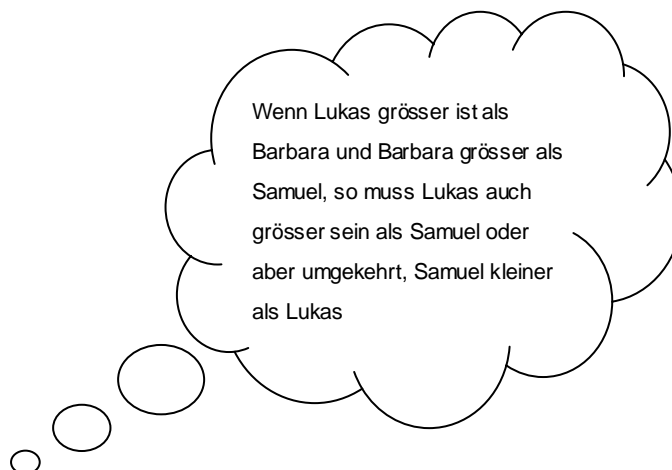 Wenn Lukas grösser ist als
Barbara und Barbara grösser als
Samuel, so muss Lukas auch
grösser sein als Samuel oder
aber umgekehrt, Samuel kleiner
als Lukas